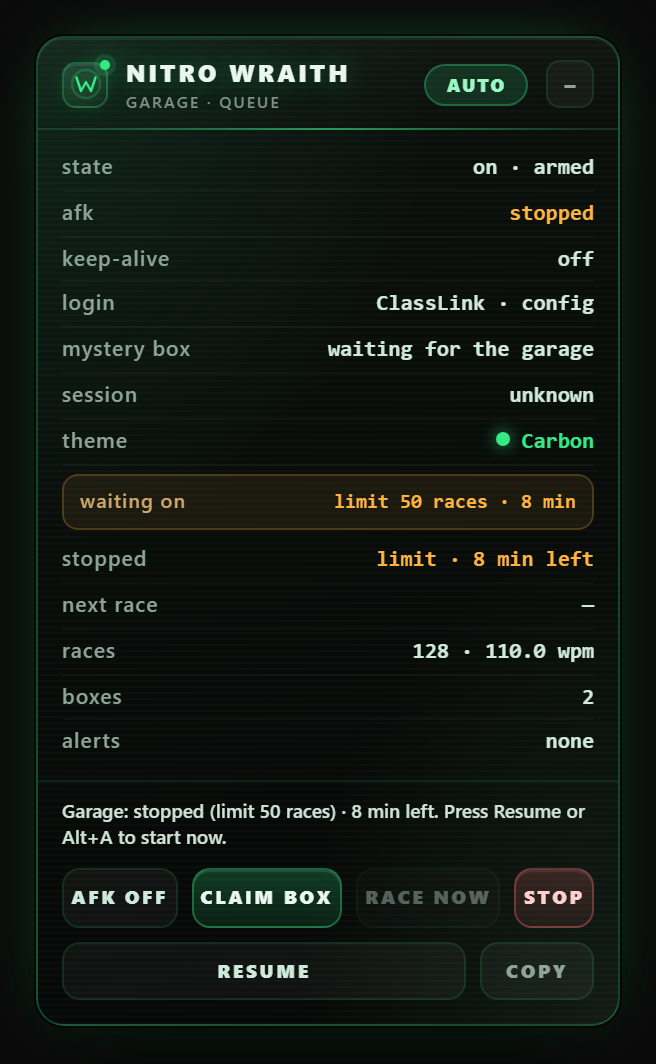 W
NITRO WRAITH
GARAGE · QUEUE
AUTO
–
state on · armed
afk stopped
keep-alive off
login ClassLink · config
mystery box waiting for the garage
session unknown
theme Carbon
waiting on limit 50 races · 8 min
stopped limit · 8 min left
next race –
races 128 · 110.0 wpm
boxes 2
alerts none
Garage: stopped (limit 50 races) · 8 min left. Press Resume or
Alt+A to start now.
AFK OFF CLAIM BOX RACE NOW STOP
RESUME COPY